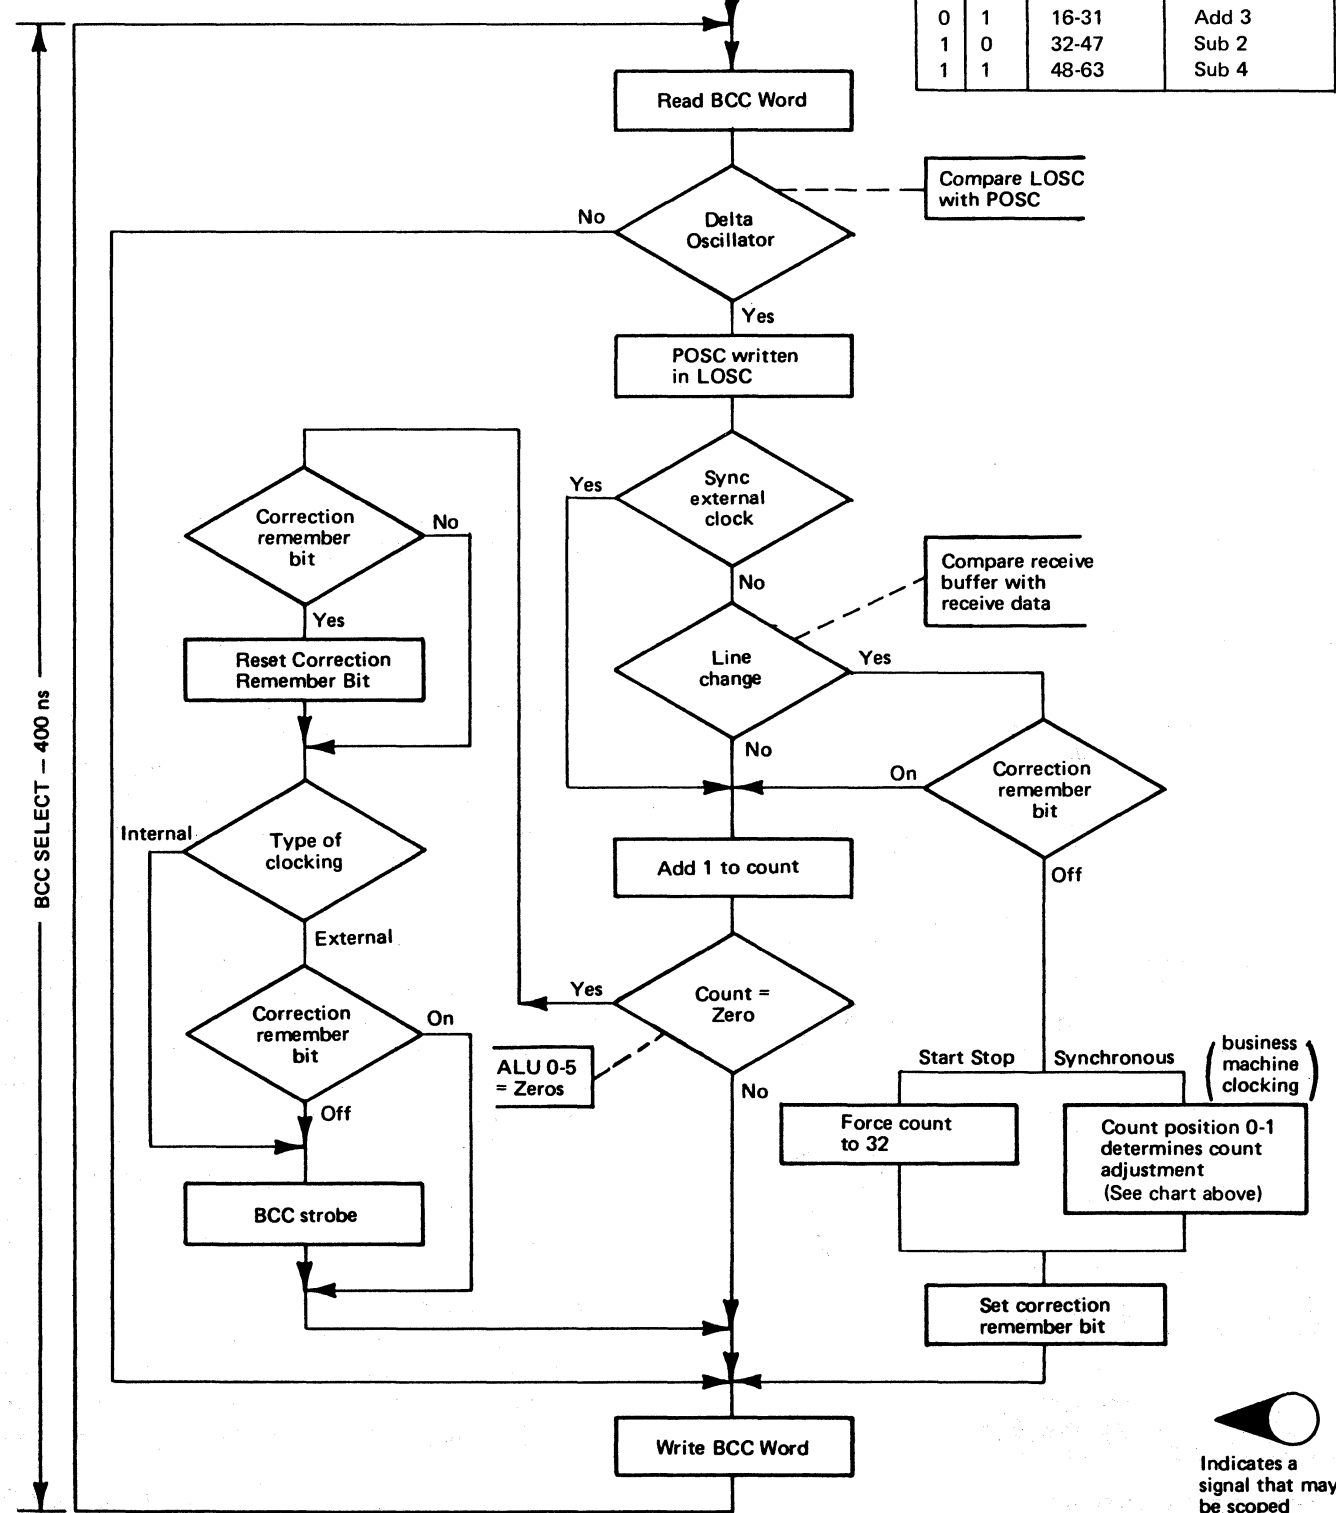 0 1 16-31 Add 3
1 0 32-47 Sub 2
1 1 48-63 Sub 4
Read BCC Word
Compare LOSC
with POSC
No
Delta
Oscillator
Yes
POSC written
in LOSC
Yes
Sync
external
clock
No
Correction
remember
bit
No
Compare receive
buffer with
receive data
Yes
Reset Correction
Remember Bit
Line
change
Yes
No
BCC SELECT — 400 ns
On
Correction
remember
bit
Internal
Type of
clocking
Add 1 to count
Off
External
Yes
Count =
Zero
Correction
remember
bit
On
ALU 0-5
= Zeros
Start Stop
Synchronous
(business
machine
clocking)
No
Off
Force count
to 32
Count position 0-1
determines count
adjustment
(See chart above)
BCC strobe
Set correction
remember bit
Write BCC Word
Indicates a
signal that may
be scoped